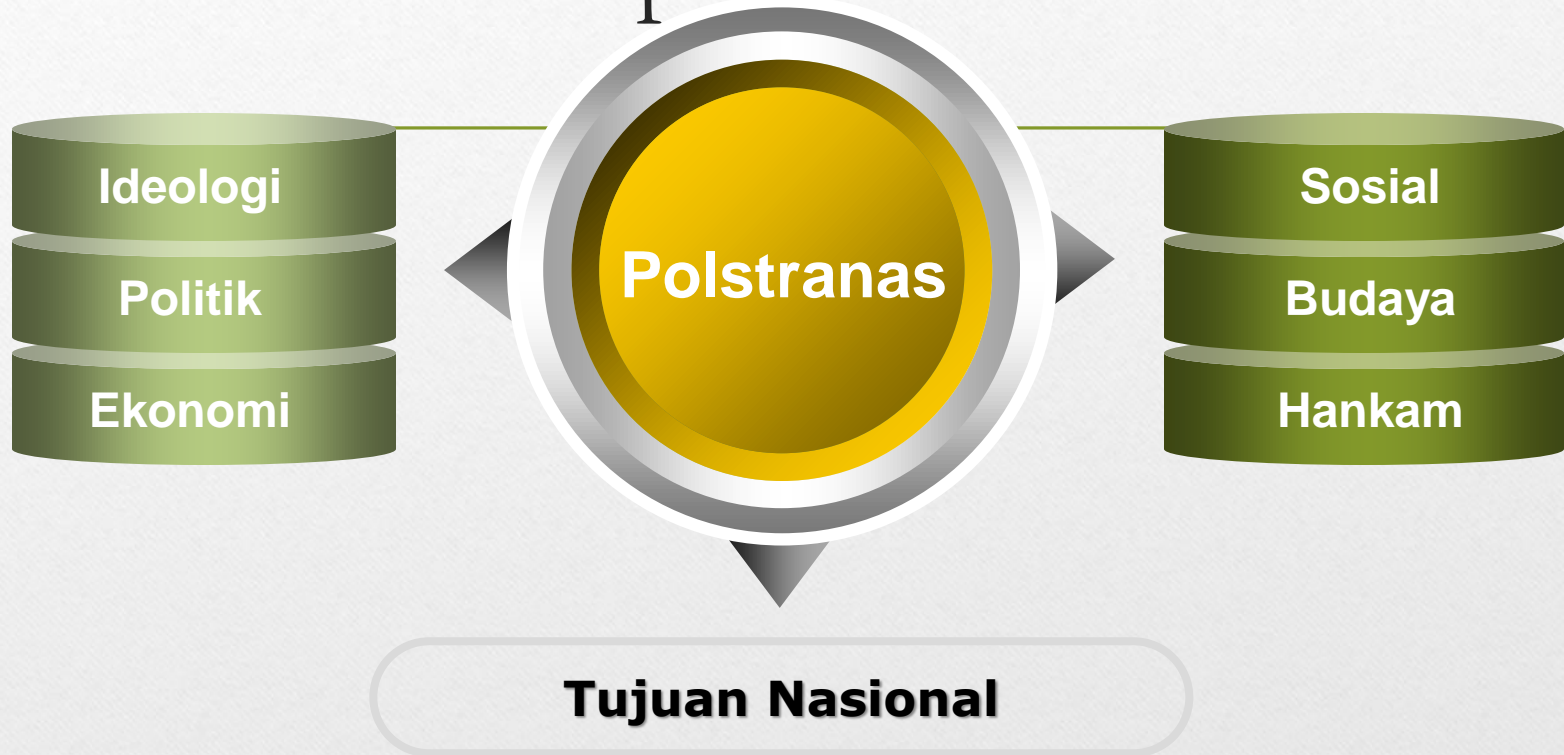 Ideologi
Politik
Ekonomi
Polstranas
Sosial
Budaya
Hankam
Tujuan Nasional